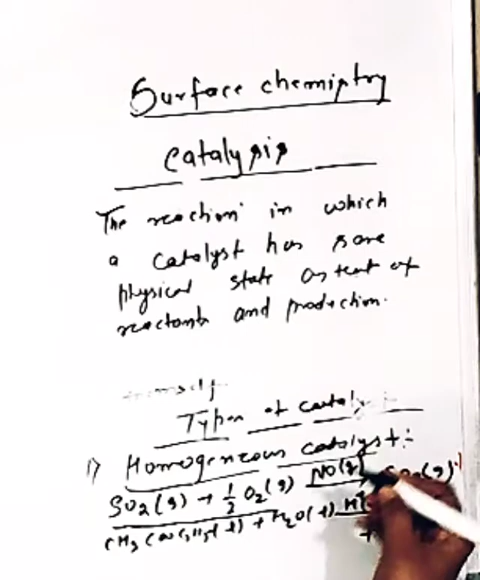 Surface chemistry
Catalysis
The reaction in which
a catalyst has same
physical state as that of
reactants and production.
Types of
1) Homogeneous catalyst :-
SO2(g) + 1/2 O2(g) NO(g)
+ H2O(l)
+